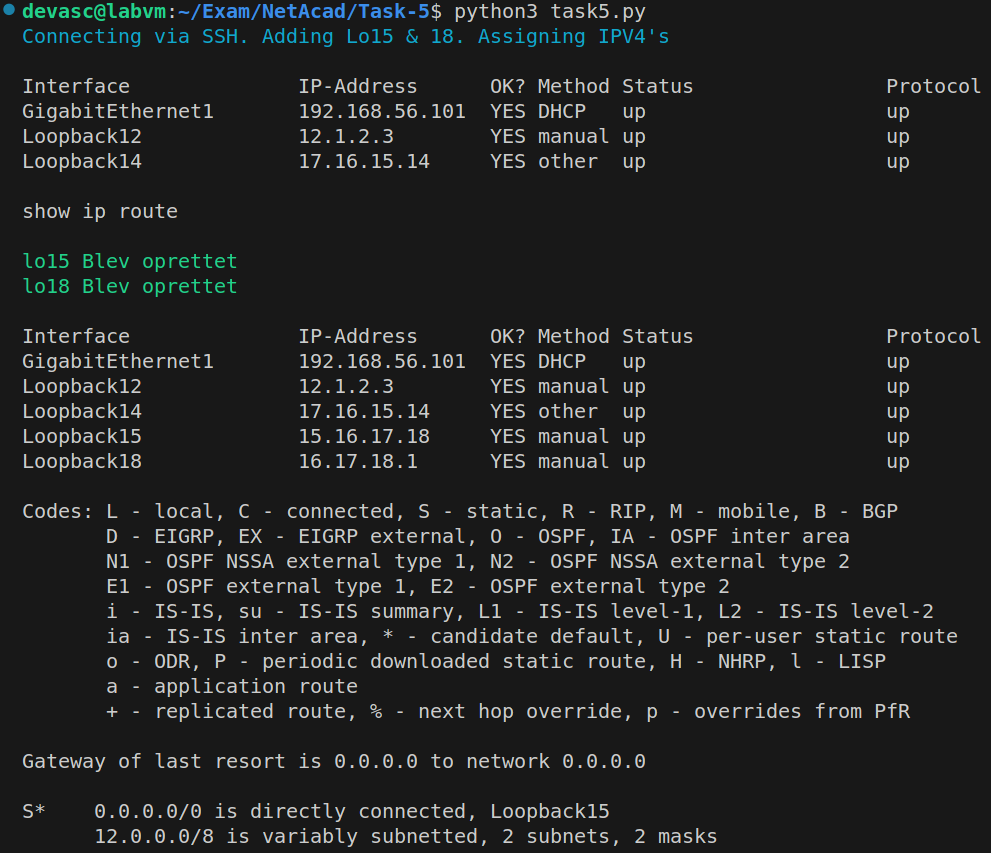 devasc@labvm:~/Exam/NetAcad/Task-5$ python3 task5.py
Connecting via SSH. Adding Lo15 & 18. Assigning IPV4's
Interface              IP-Address      OK? Method Status                Protocol
GigabitEthernet1       192.168.56.101  YES DHCP   up                    up
Loopback12             12.1.2.3        YES manual up                    up
Loopback14             17.16.15.14     YES other  up                    up
show ip route
lo15 Blev oprettet
lo18 Blev oprettet
Interface              IP-Address      OK? Method Status                Protocol
GigabitEthernet1       192.168.56.101  YES DHCP   up                    up
Loopback12             12.1.2.3        YES manual up                    up
Loopback14             17.16.15.14     YES other  up                    up
Loopback15             15.16.17.18     YES manual up                    up
Loopback18             16.17.18.1      YES manual up                    up
Codes: L - local, C - connected, S - static, R - RIP, M - mobile, B - BGP
       D - EIGRP, EX - EIGRP external, O - OSPF, IA - OSPF inter area
       N1 - OSPF NSSA external type 1, N2 - OSPF NSSA external type 2
       E1 - OSPF external type 1, E2 - OSPF external type 2
       i - IS-IS, su - IS-IS summary, L1 - IS-IS level-1, L2 - IS-IS level-2
       ia - IS-IS inter area, * - candidate default, U - per-user static route
       o - ODR, P - periodic downloaded static route, H - NHRP, l - LISP
       a - application route
       + - replicated route, % - next hop override, p - overrides from PfR
Gateway of last resort is 0.0.0.0 to network 0.0.0.0
S*    0.0.0.0/0 is directly connected, Loopback15
      12.0.0.0/8 is variably subnetted, 2 subnets, 2 masks